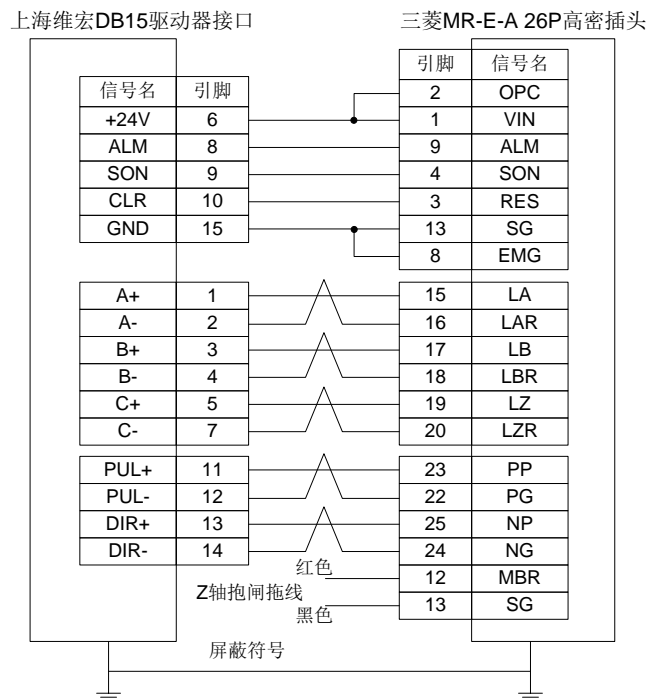 上海维宏DB15驱动器接口 三菱MR-E-A 26P高密插头
引脚 信号名
信号名 引脚 2 OPC
+24V 6 1 VIN
ALM 8 9 ALM
SON 9 4 SON
CLR 10 3 RES
GND 15 13 SG
8 EMG
A+ 1 15 LA
A- 2 16 LAR
B+ 3 17 LB
B- 4 18 LBR
C+ 5 19 LZ
C- 7 20 LZR
PUL+ 11 23 PP
PUL- 12 22 PG
DIR+ 13 25 NP
DIR- 14 24 NG
红色 12 MBR
Z轴抱闸拖线
黑色 13 SG
屏蔽符号